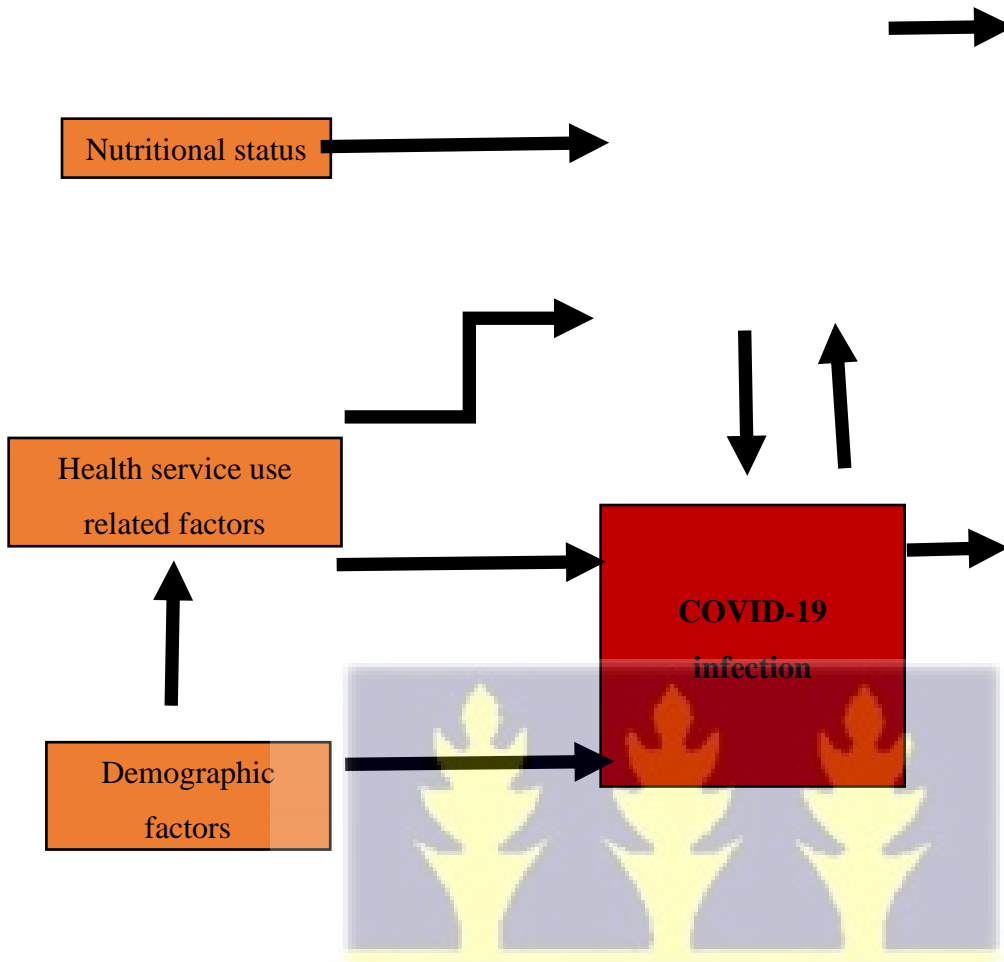 Nutritional status
Health service use
related factors
COVID-19
infection
Demographic
factors